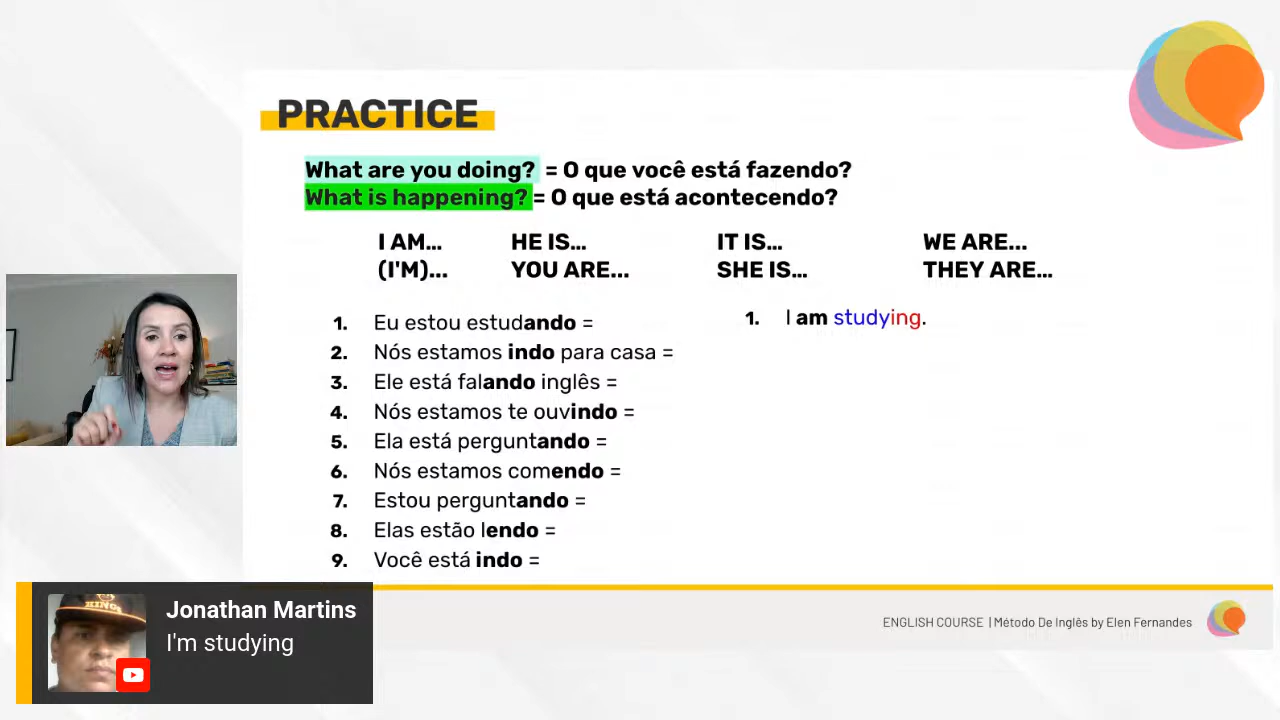 PRACTICE
What are you doing? = O que você está fazendo?
What is happening? = O que está acontecendo?
I AM... HE IS... IT IS... WE ARE...
(I'M)... YOU ARE... SHE IS... THEY ARE...
1. Eu estou estudando =
2. Nós estamos indo para casa =
3. Ele está falando inglês =
4. Nós estamos te ouvindo =
5. Ela está perguntando =
6. Nós estamos comendo =
7. Estou perguntando =
8. Elas estão lendo =
9. Você está indo =
1. I am studying.
Jonathan Martins
I'm studying
ENGLISH COURSE | Método De Inglês by Elen Fernandes